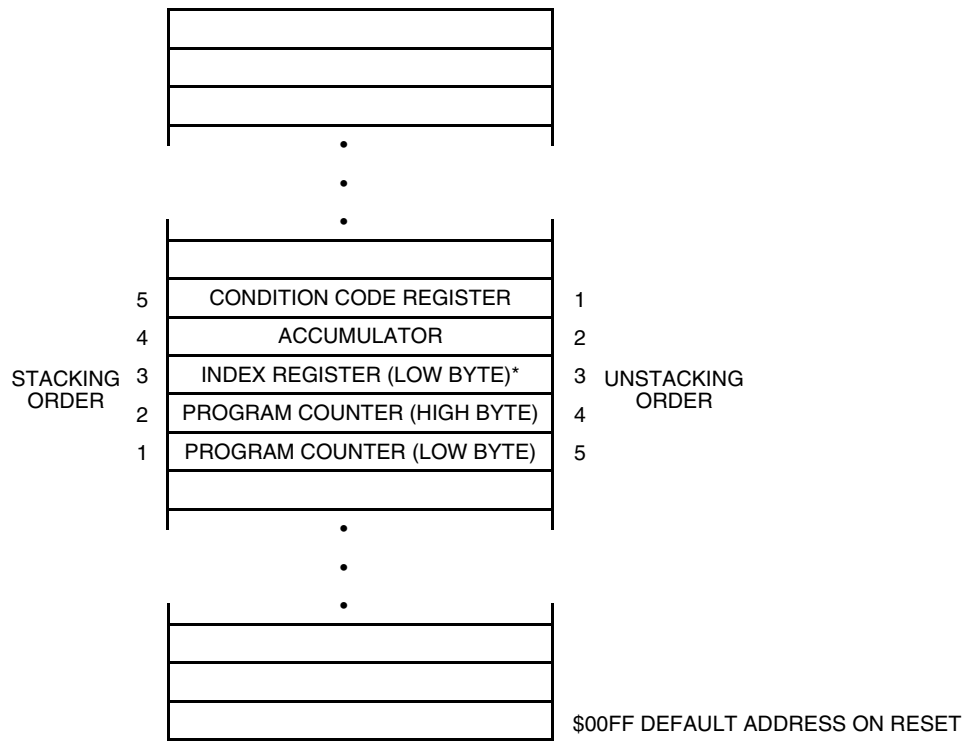 5 CONDITION CODE REGISTER 1
4 ACCUMULATOR 2
STACKING ORDER 3 INDEX REGISTER (LOW BYTE)* 3 UNSTACKING ORDER
2 PROGRAM COUNTER (HIGH BYTE) 4
1 PROGRAM COUNTER (LOW BYTE) 5
$00FF DEFAULT ADDRESS ON RESET